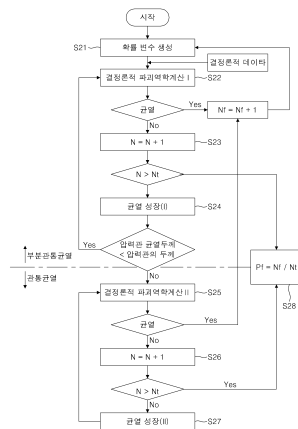 시작
S21
확률 변수 생성
결정론적 데이타
결정론적 파괴역학계산 I
S22
균열
Yes
Nf = Nf + 1
No
N = N + 1
S23
N > Nt
No
균열 성장(I)
S24
압력관 균열두께
< 압력관의 두께
Yes
No
부분관통균열
관통균열
Pf = Nf / Nt
S28
결정론적 파괴역학계산 II
S25
균열
Yes
No
N = N + 1
S26
N > Nt
Yes
No
균열 성장(II)
S27